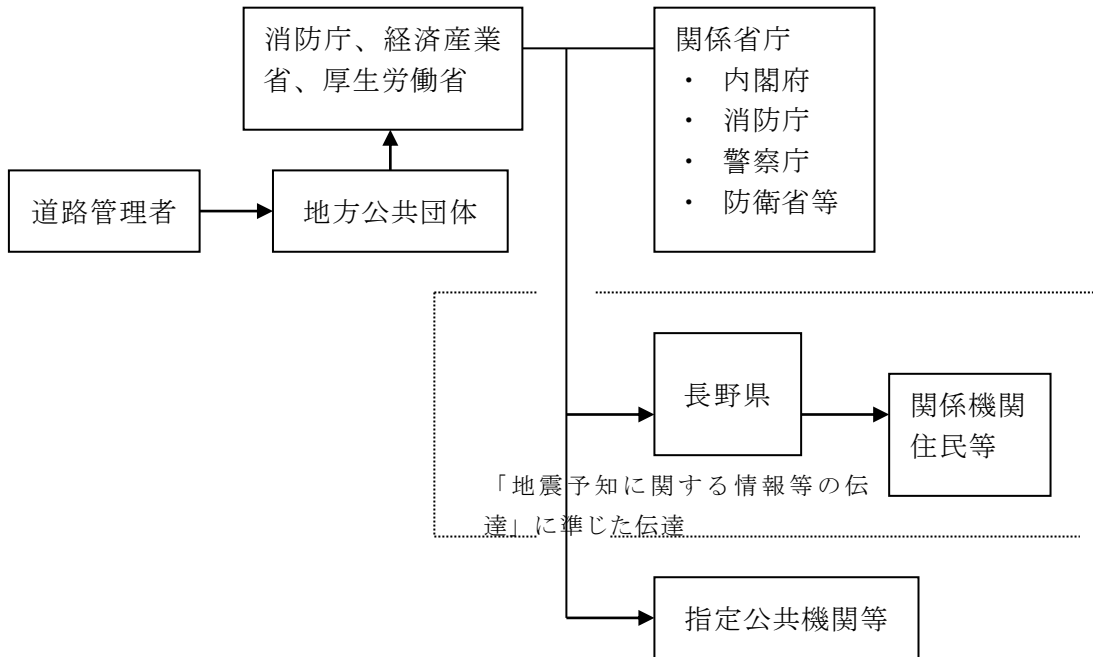 消防庁、経済産業
省、厚生労働省
関係省庁
・ 内閣府
・ 消防庁
・ 警察庁
・ 防衛省等
道路管理者
地方公共団体
長野県
関係機関
住民等
「地震予知に関する情報等の伝
達」に準じた伝達
指定公共機関等